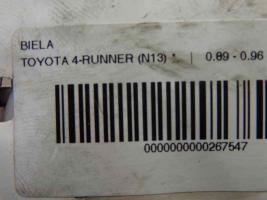 BIELA
TOYOTA 4-RUNNER (N13) *. | 0.89 - 0.96
0000000000267547